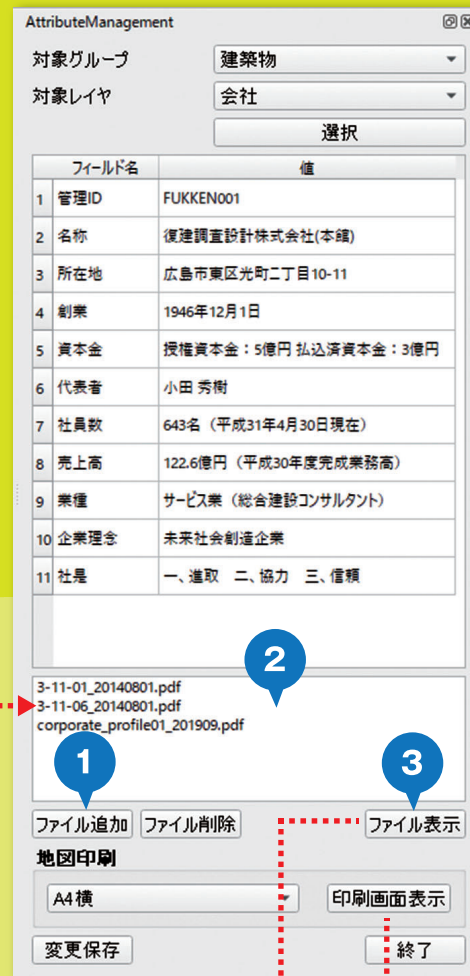 AttributeManagement
対象グループ 建築物
対象レイヤ 会社
選択
フィールド名 値
1 管理ID FUKKEN001
2 名称 復建調査設計株式会社(本館)
3 所在地 広島市東区光町二丁目10-11
4 創業 1946年12月1日
5 資本金 授権資本金：5億円 払込済資本金：3億円
6 代表者 小田 秀樹
7 社員数 643名（平成31年4月30日現在）
8 売上高 122.6億円（平成30年度完成業務高）
9 業種 サービス業（総合建設コンサルタント）
10 企業理念 未来社会創造企業
11 社是 一、進取 二、協力 三、信頼
2
3-11-01_20140801.pdf
3-11-06_20140801.pdf
corporate_profile01_201909.pdf
1 3
ファイル追加 ファイル削除 ファイル表示
地図印刷
A4横 印刷画面表示
変更保存 終了